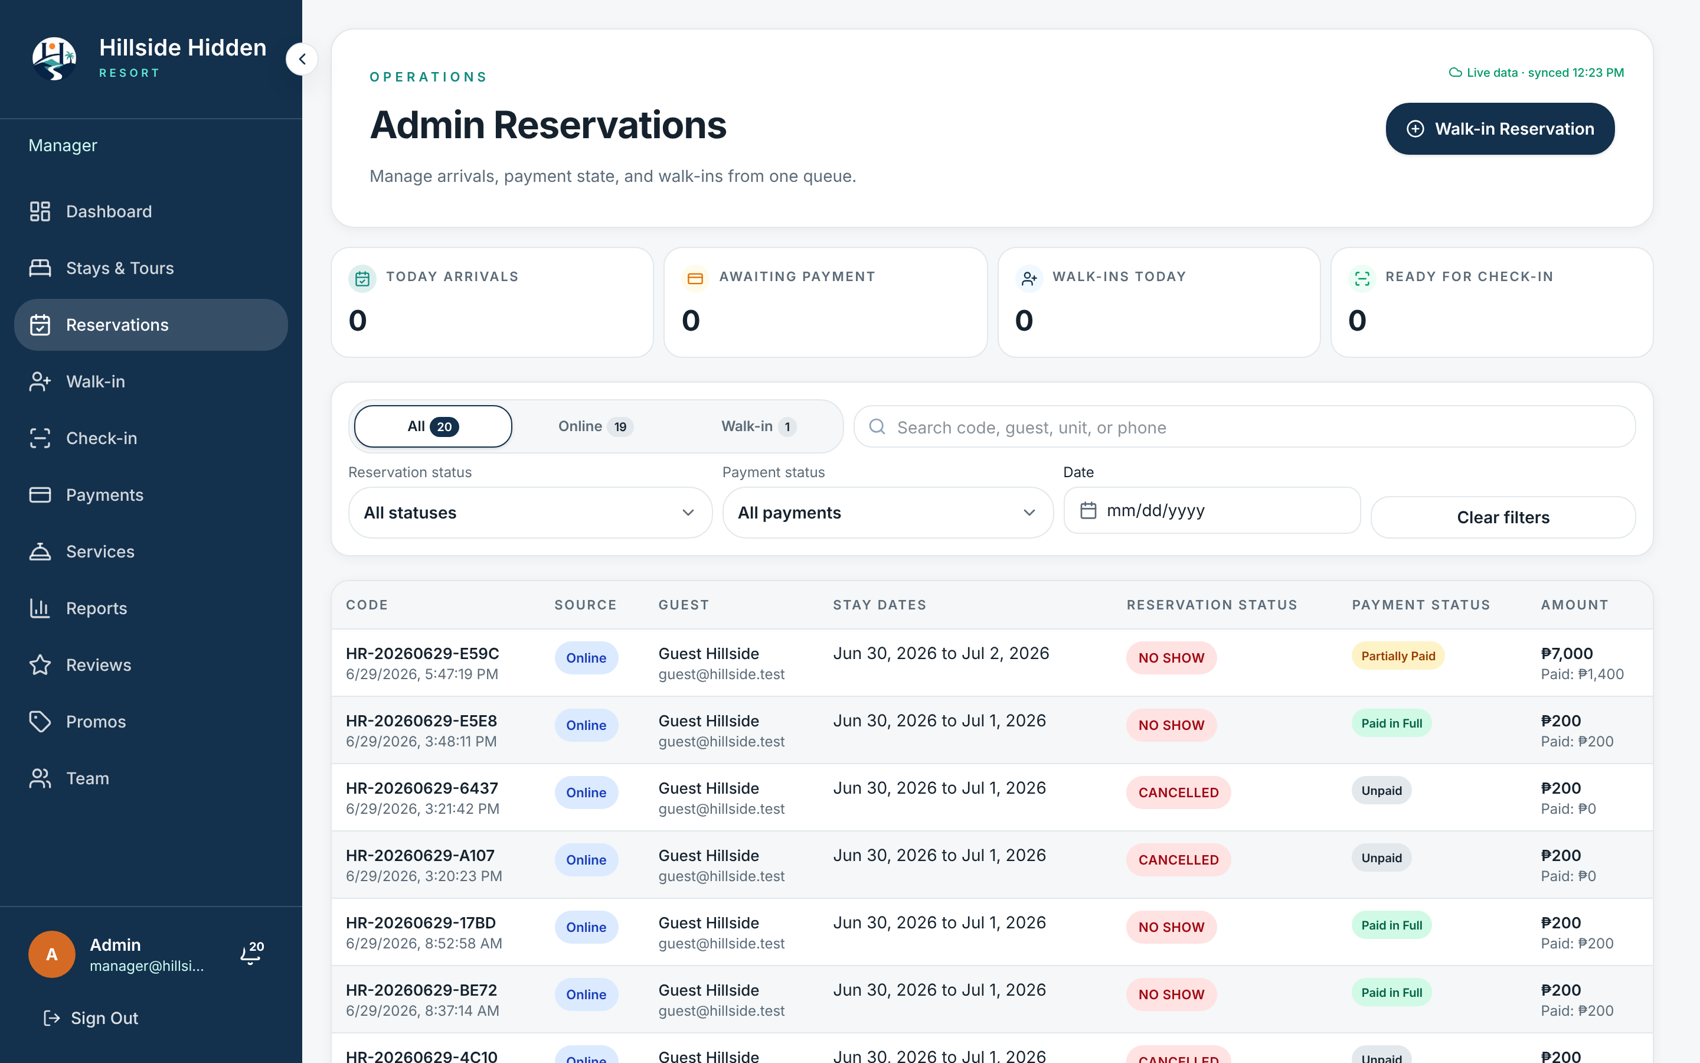 Hillside Hidden
RESORT
Manager
Dashboard
Stays & Tours
Reservations
Walk-in
Check-in
Payments
Services
Reports
Reviews
Promos
Team
A
Admin
manager@hillsi...
20
Sign Out
OPERATIONS
Live data · synced 12:23 PM
Admin Reservations
Walk-in Reservation
Manage arrivals, payment state, and walk-ins from one queue.
TODAY ARRIVALS
0
AWAITING PAYMENT
0
WALK-INS TODAY
0
READY FOR CHECK-IN
0
All 20
Online 19
Walk-in 1
Search code, guest, unit, or phone
Reservation status
All statuses
Payment status
All payments
Date
mm/dd/yyyy
Clear filters
CODE SOURCE GUEST STAY DATES RESERVATION STATUS PAYMENT STATUS AMOUNT
HR-20260629-E59C Online Guest Hillside Jun 30, 2026 to Jul 2, 2026 NO SHOW Partially Paid ₱7,000
6/29/2026, 5:47:19 PM guest@hillside.test Paid: ₱1,400
HR-20260629-E5E8 Online Guest Hillside Jun 30, 2026 to Jul 1, 2026 NO SHOW Paid in Full ₱200
6/29/2026, 3:48:11 PM guest@hillside.test Paid: ₱200
HR-20260629-6437 Online Guest Hillside Jun 30, 2026 to Jul 1, 2026 CANCELLED Unpaid ₱200
6/29/2026, 3:21:42 PM guest@hillside.test Paid: ₱0
HR-20260629-A107 Online Guest Hillside Jun 30, 2026 to Jul 1, 2026 CANCELLED Unpaid ₱200
6/29/2026, 3:20:23 PM guest@hillside.test Paid: ₱0
HR-20260629-17BD Online Guest Hillside Jun 30, 2026 to Jul 1, 2026 NO SHOW Paid in Full ₱200
6/29/2026, 8:52:58 AM guest@hillside.test Paid: ₱200
HR-20260629-BE72 Online Guest Hillside Jun 30, 2026 to Jul 1, 2026 NO SHOW Paid in Full ₱200
6/29/2026, 8:37:14 AM guest@hillside.test Paid: ₱200
HR-20260629-4C10 Online Guest Hillside Jun 30, 2026 to Jul 1, 2026 CANCELLED Unpaid ₱200